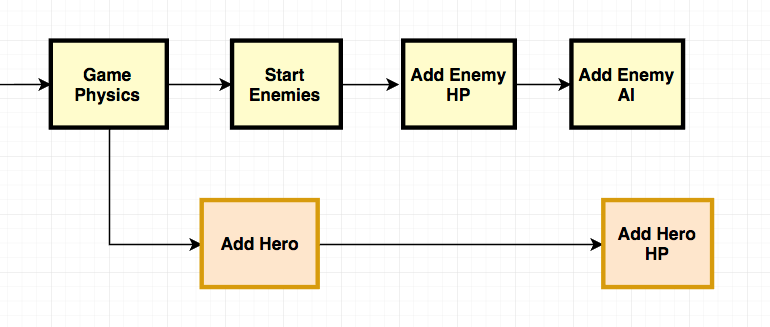 Game
Physics
Start
Enemies
Add Enemy
HP
Add Enemy
AI
Add Hero
Add Hero
HP